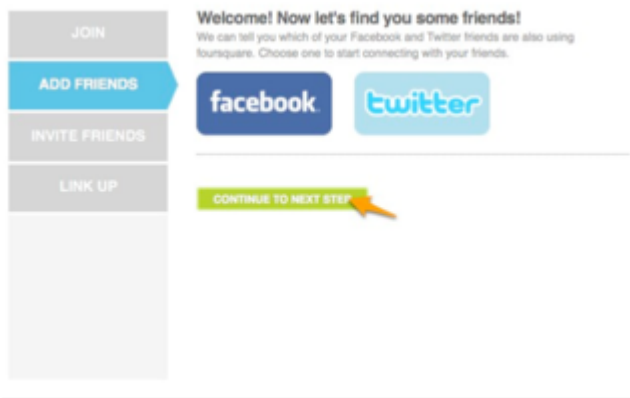 JOIN
ADD FRIENDS
INVITE FRIENDS
LINK UP
Welcome! Now let's find you some friends!
We can tell you which of your Facebook and Twitter friends are also using
foursquare. Choose one to start connecting with your friends.
facebook
twitter
CONTINUE TO NEXT STEP